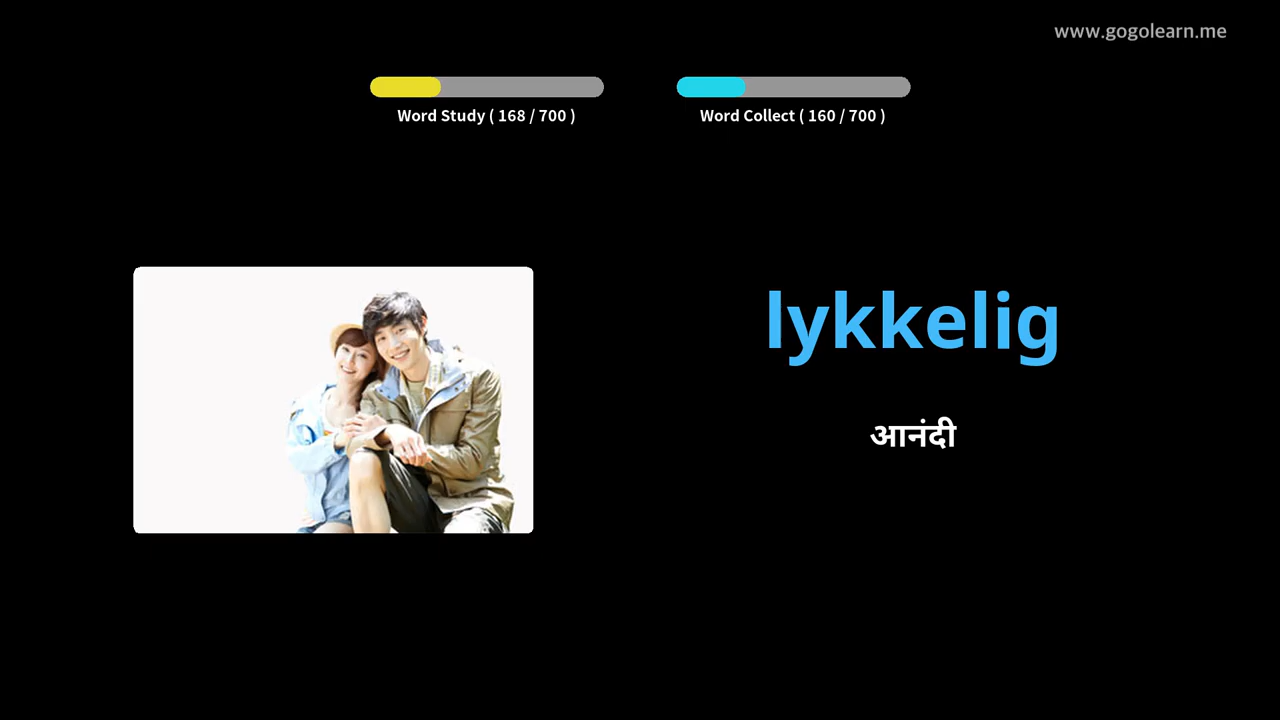 www.gogolearn.me
Word Study ( 168 / 700 )
Word Collect ( 160 / 700 )
lykkelig
आनंदी